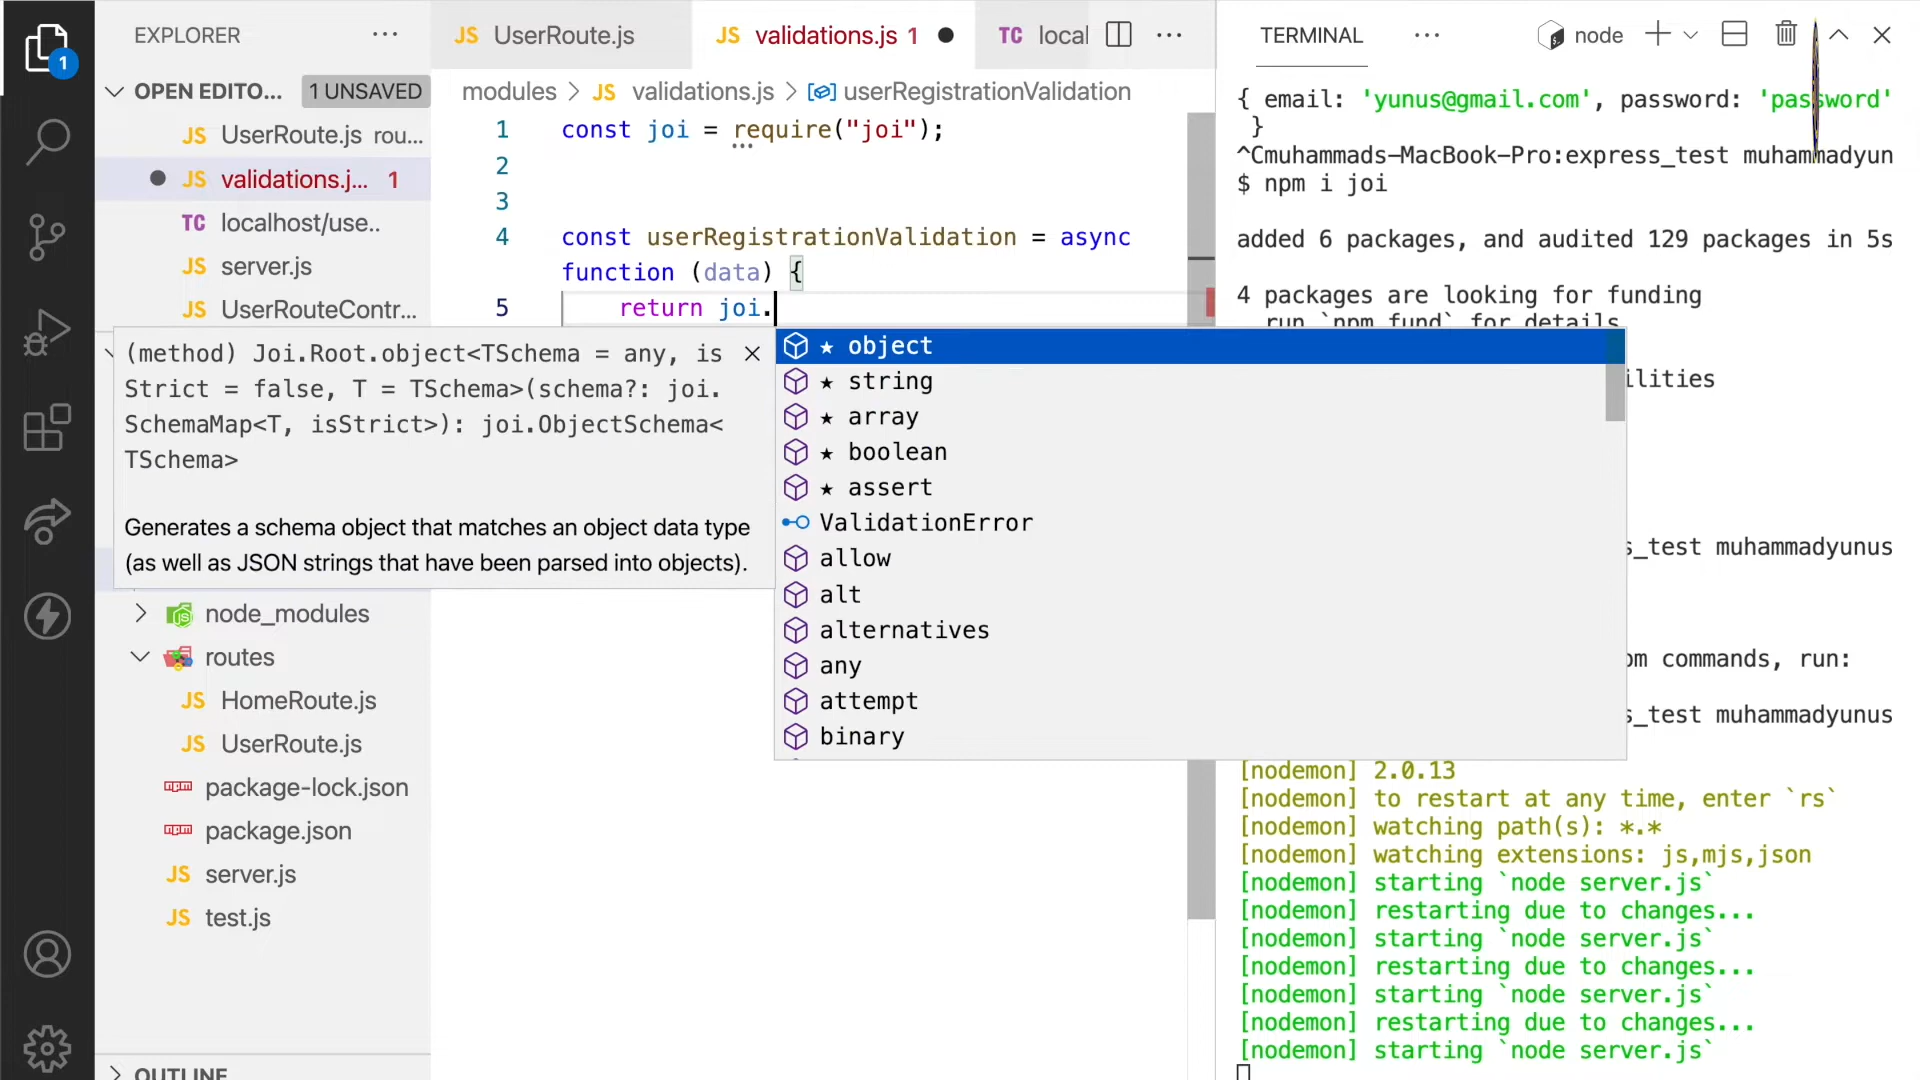 EXPLORER
1
OPEN EDITO... 1 UNSAVED
JS UserRoute.js rou...
JS validations.j... 1
TC localhost/use..
JS server.js
JS UserRouteContr...
node_modules
routes
JS HomeRoute.js
JS UserRoute.js
package-lock.json
package.json
JS server.js
JS test.js
OUTLINE
JS UserRoute.js JS validations.js 1 TC local
modules > JS validations.js > userRegistrationValidation
1 const joi = require("joi");
2
3
4 const userRegistrationValidation = async
function (data) {
5 return joi.
(method) Joi.Root.object<TSchema = any, is
Strict = false, T = TSchema>(schema?: joi.
SchemaMap<T, isStrict>): joi.ObjectSchema<
TSchema>
Generates a schema object that matches an object data type
(as well as JSON strings that have been parsed into objects).
★ object
★ string
★ array
★ boolean
★ assert
ValidationError
allow
alt
alternatives
any
attempt
binary
TERMINAL node
{ email: 'yunus@gmail.com', password: 'password'
}
^Cmuhammads-MacBook-Pro:express_test muhammadyun
$ npm i joi
added 6 packages, and audited 129 packages in 5s
4 packages are looking for funding
run `npm fund` for details
ilities
s_test muhammadyunus
om commands, run:
s_test muhammadyunus
[nodemon] 2.0.13
[nodemon] to restart at any time, enter `rs`
[nodemon] watching path(s): *.*
[nodemon] watching extensions: js,mjs,json
[nodemon] starting `node server.js`
[nodemon] restarting due to changes...
[nodemon] starting `node server.js`
[nodemon] restarting due to changes...
[nodemon] starting `node server.js`
[nodemon] restarting due to changes...
[nodemon] starting `node server.js`